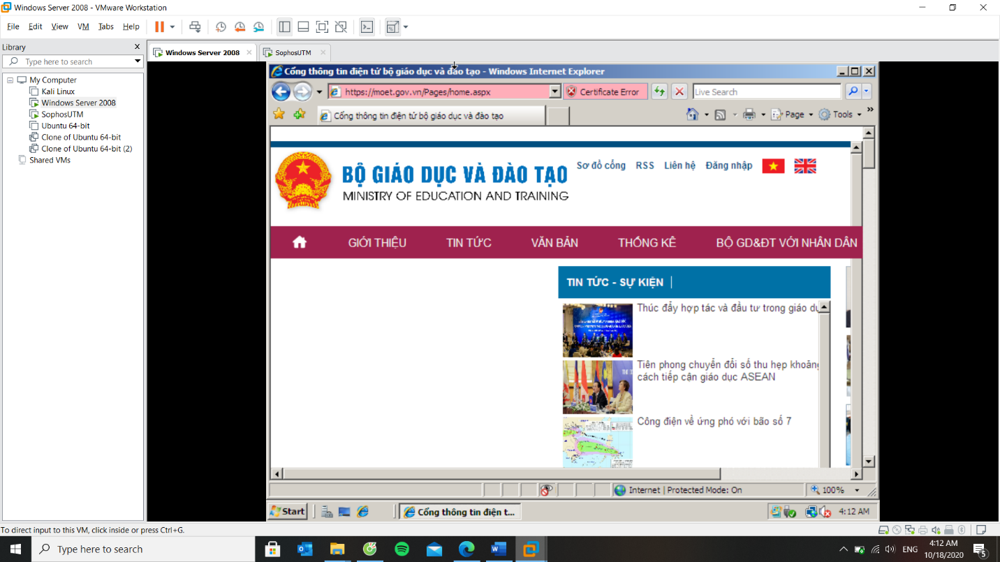 Windows Server 2008 - VMware Workstation
File Edit View VM Tabs Help
Library
Type here to search
My Computer
Kali Linux
Windows Server 2008
SophosUTM
Ubuntu 64-bit
Clone of Ubuntu 64-bit
Clone of Ubuntu 64-bit (2)
Shared VMs
Windows Server 2008
SophosUTM
Cổng thông tin điện tử bộ giáo dục và đào tạo - Windows Internet Explorer
https://moet.gov.vn/Pages/home.aspx
Certificate Error
Live Search
Cổng thông tin điện tử bộ giáo dục và đào tạo
Page
Tools
BỘ GIÁO DỤC VÀ ĐÀO TẠO
MINISTRY OF EDUCATION AND TRAINING
Sơ đồ cổng RSS Liên hệ Đăng nhập
GIỚI THIỆU TIN TỨC VĂN BẢN THỐNG KÊ BỘ GD&ĐT VỚI NHÂN DÂN
TIN TỨC - SỰ KIỆN
Thúc đẩy hợp tác và đầu tư trong giáo dụ
Tiên phong chuyển đổi số thu hẹp khoảng
cách tiếp cận giáo dục ASEAN
Công điện về ứng phó với bão số 7
Internet | Protected Mode: On
100%
Start
Cổng thông tin điện t...
4:12 AM
To direct input to this VM, click inside or press Ctrl+G.
Type here to search
ENG
4:12 AM
10/18/2020
5